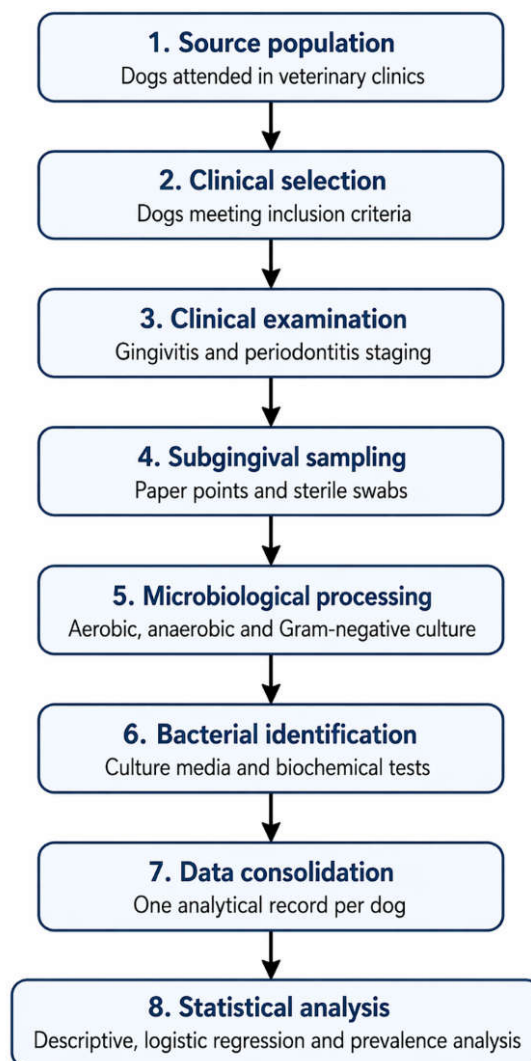 1. Source population
Dogs attended in veterinary clinics
2. Clinical selection
Dogs meeting inclusion criteria
3. Clinical examination
Gingivitis and periodontitis staging
4. Subgingival sampling
Paper points and sterile swabs
5. Microbiological processing
Aerobic, anaerobic and Gram-negative culture
6. Bacterial identification
Culture media and biochemical tests
7. Data consolidation
One analytical record per dog
8. Statistical analysis
Descriptive, logistic regression and prevalence analysis